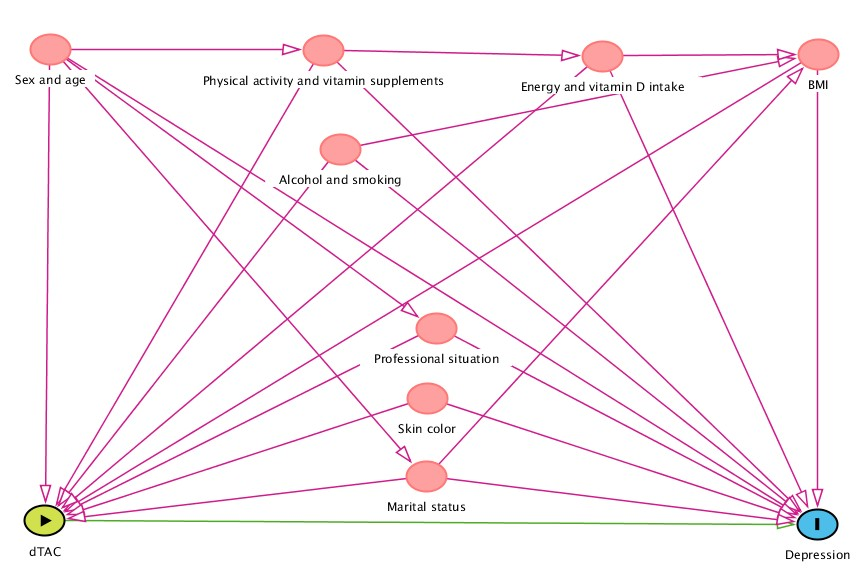 Sex and age
Physical activity and vitamin supplements
Energy and vitamin D intake
BMI
Alcohol and smoking
Professional situation
Skin color
Marital status
dTAC
Depression